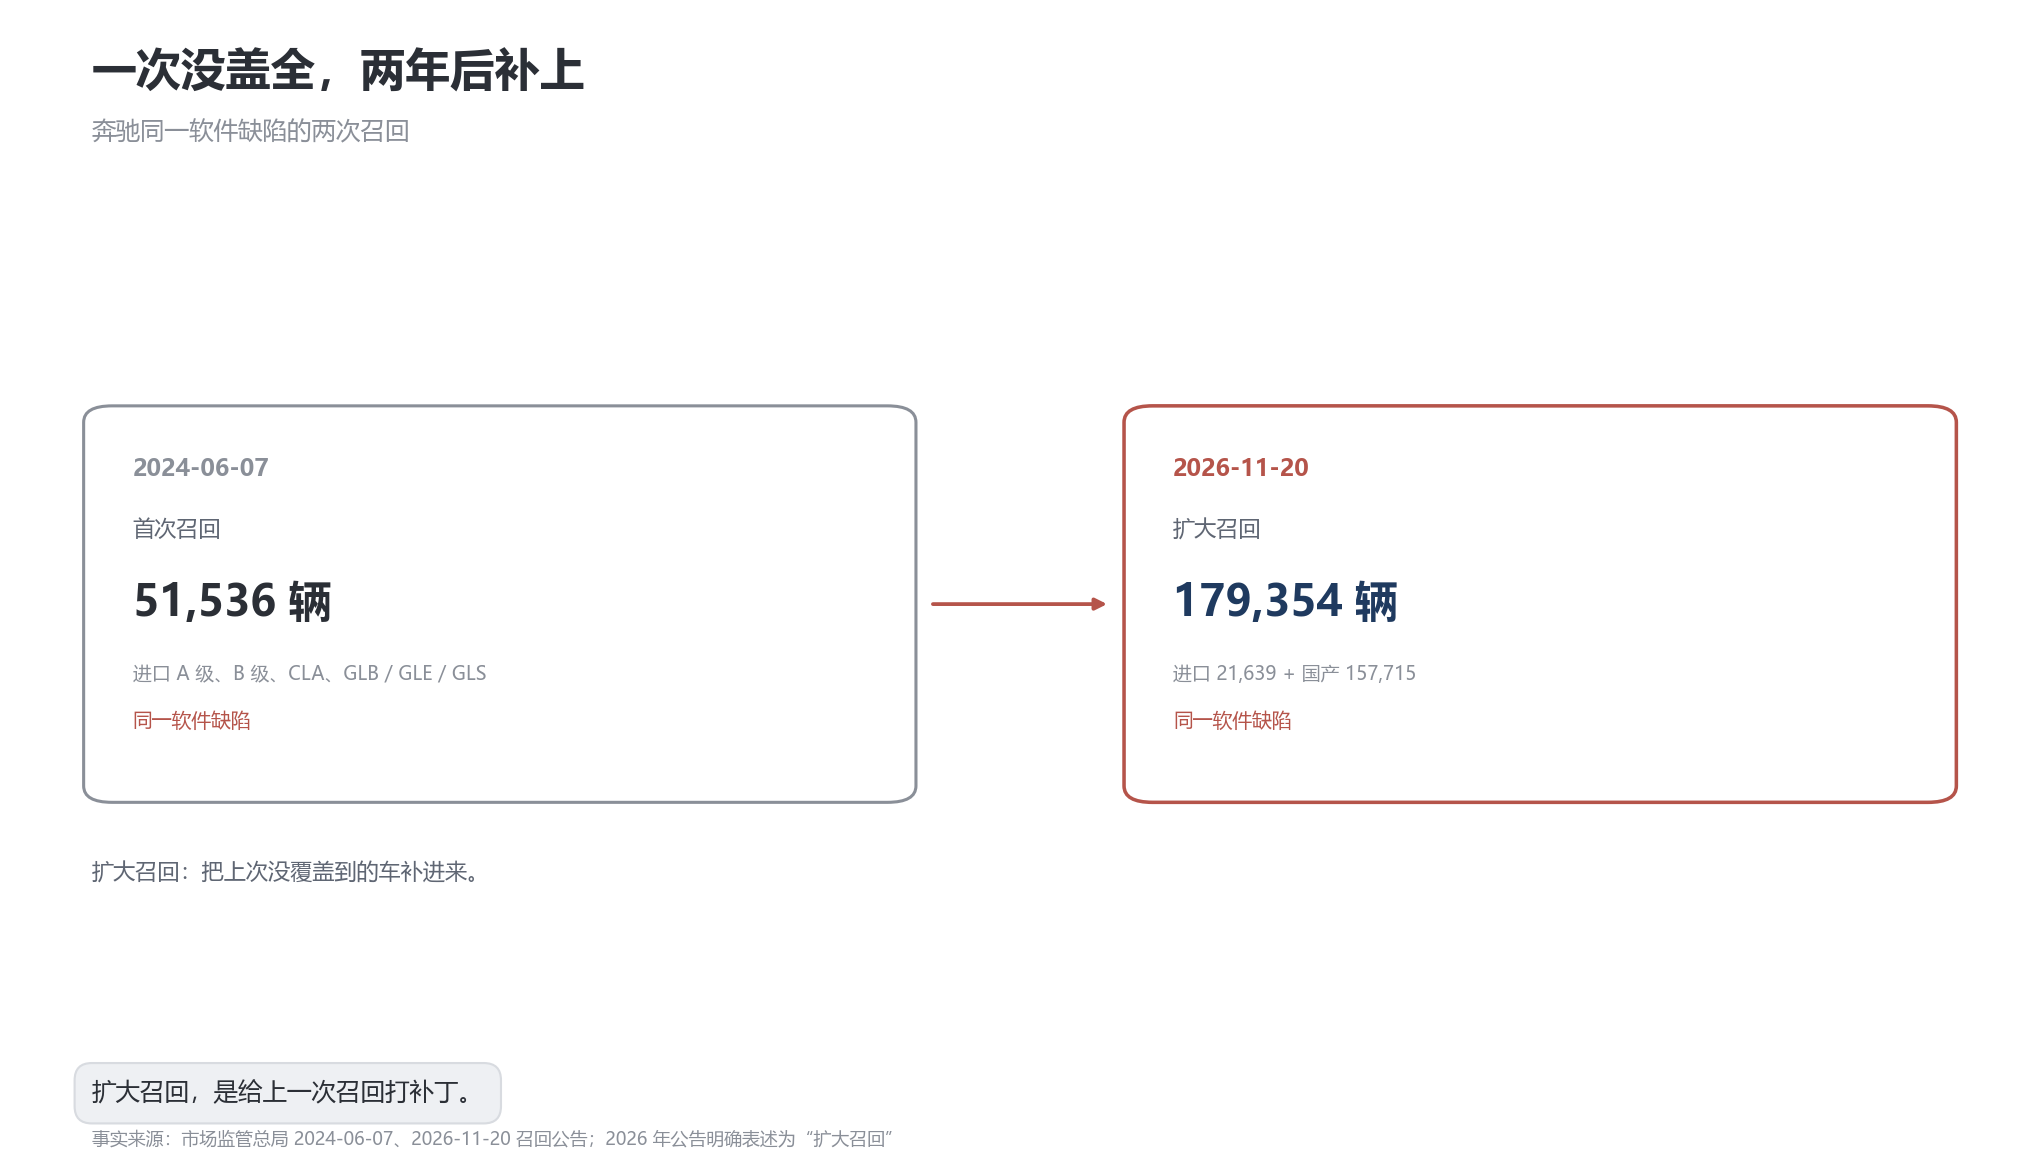 一次没盖全，两年后补上
奔驰同一软件缺陷的两次召回
2024-06-07
首次召回
51,536 辆
进口 A 级、B 级、CLA、GLB / GLE / GLS
同一软件缺陷
2026-11-20
扩大召回
179,354 辆
进口 21,639 + 国产 157,715
同一软件缺陷
扩大召回：把上次没覆盖到的车补进来。
扩大召回，是给上一次召回打补丁。
事实来源：市场监管总局 2024-06-07、2026-11-20 召回公告；2026 年公告明确表述为“扩大召回”